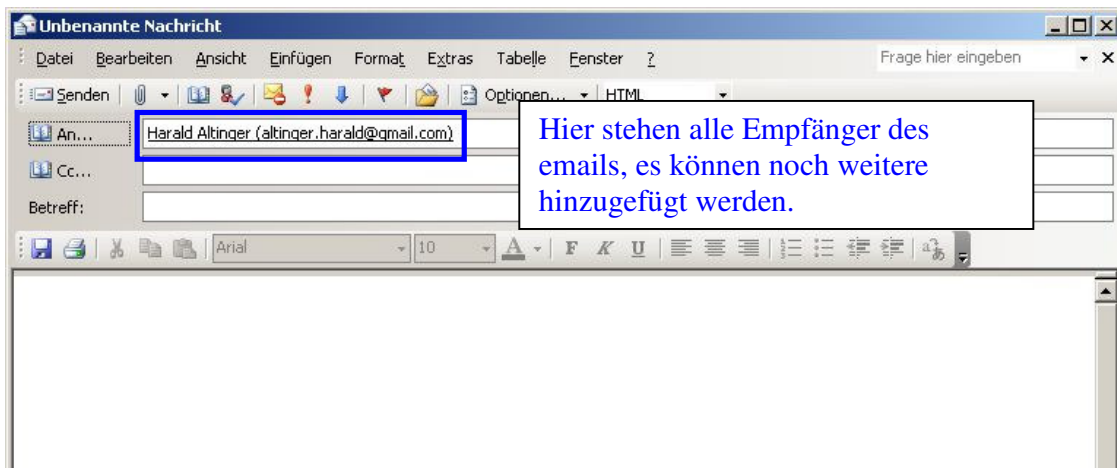 Unbenannte Nachricht
Datei Bearbeiten Ansicht Einfügen Format Extras Tabelle Fenster ? Frage hier eingeben
Senden Optionen... HTML
An... Harald Altinger (altinger.harald@gmail.com)
Cc...
Betreff:
Hier stehen alle Empfänger des
emails, es können noch weitere
hinzugefügt werden.
Arial 10 A F K U